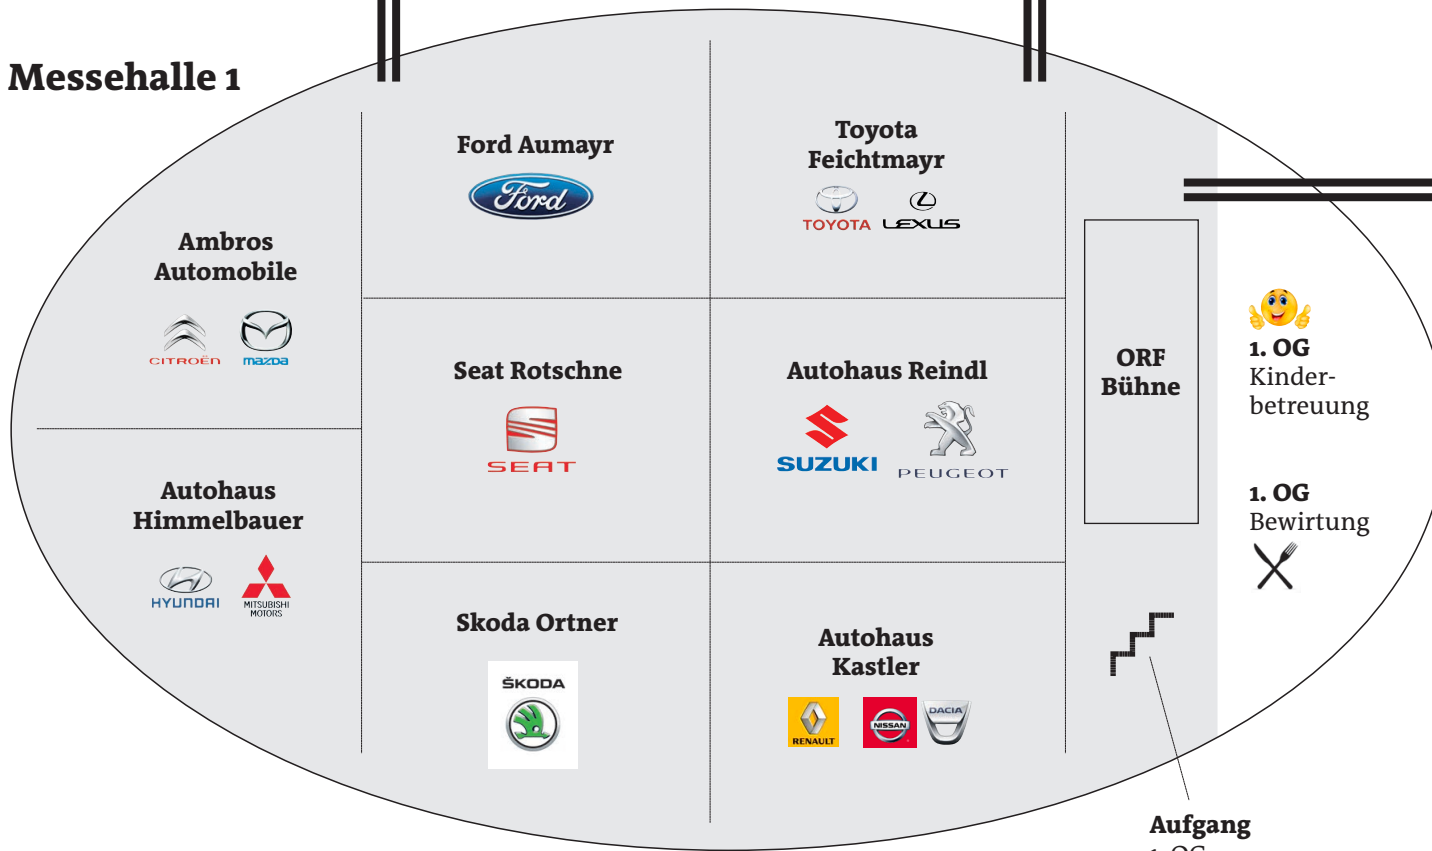 Messehalle 1
Ford Aumayr
Ford
Toyota
Feichtmayr
TOYOTA LEXUS
Ambros
Automobile
CITROËN mazda
Seat Rotschne
SEAT
Autohaus Reindl
SUZUKI PEUGEOT
ORF
Bühne
1. OG
Kinder-
betreuung
1. OG
Bewirtung
Autohaus
Himmelbauer
HYUNDAI MITSUBISHI
MOTORS
Skoda Ortner
ŠKODA
Autohaus
Kastler
RENAULT NISSAN DACIA
Aufgang
1. OG